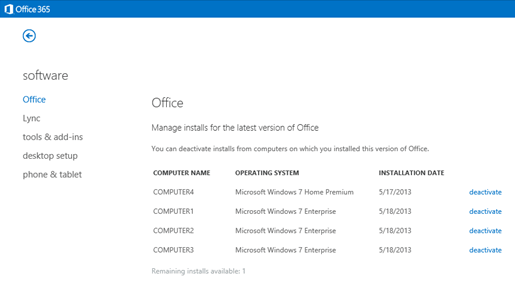 Office 365
software
Office
Lync
tools & add-ins
desktop setup
phone & tablet
Office
Manage installs for the latest version of Office
You can deactivate installs from computers on which you installed this version of Office.
COMPUTER NAME OPERATING SYSTEM INSTALLATION DATE
COMPUTER4 Microsoft Windows 7 Home Premium 5/17/2013 deactivate
COMPUTER1 Microsoft Windows 7 Enterprise 5/18/2013 deactivate
COMPUTER2 Microsoft Windows 7 Enterprise 5/18/2013 deactivate
COMPUTER3 Microsoft Windows 7 Enterprise 5/18/2013 deactivate
Remaining installs available: 1